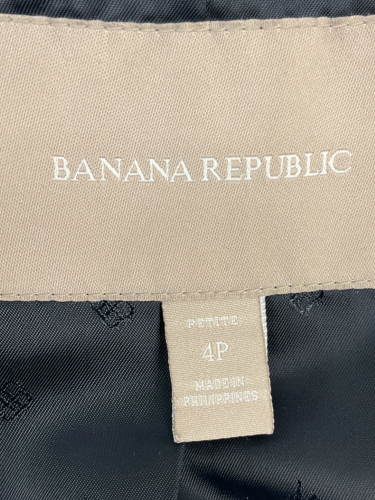 BANANA REPUBLIC
PETITE
4P
MADE IN
PHILIPPINES